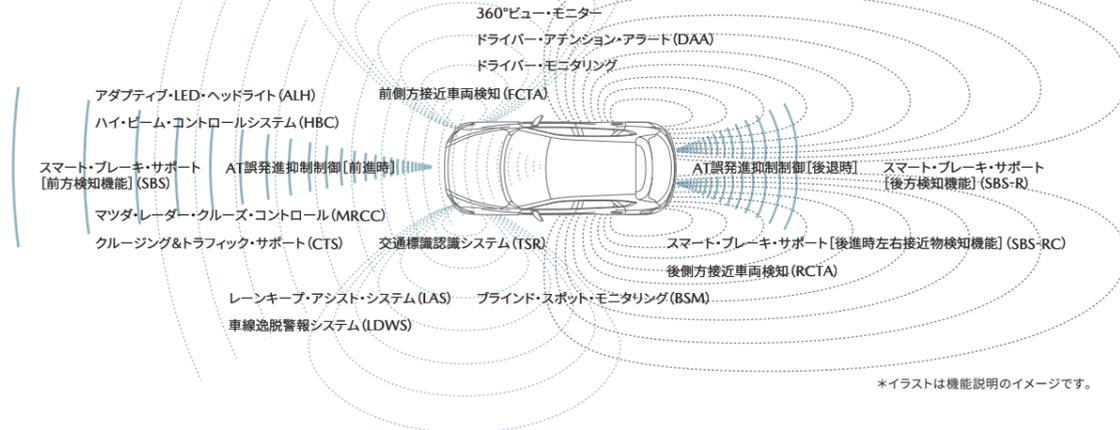 360°ビュー・モニター
ドライバー・アテンション・アラート(DAA)
ドライバー・モニタリング
アダプティブ・LED・ヘッドライト(ALH)
前側方接近車両検知(FCTA)
ハイ・ビーム・コントロールシステム(HBC)
スマート・ブレーキ・サポート
[前方検知機能](SBS)
AT誤発進抑制制御[前進時]
AT誤発進抑制制御[後退時]
スマート・ブレーキ・サポート
[後方検知機能](SBS-R)
マツダ・レーダー・クルーズ・コントロール(MRCC)
クルージング&トラフィック・サポート(CTS)
交通標識認識システム(TSR)
スマート・ブレーキ・サポート[後進時左右接近物検知機能](SBS-RC)
後側方接近車両検知(RCTA)
レーンキープ・アシスト・システム(LAS)
ブラインド・スポット・モニタリング(BSM)
車線逸脱警報システム(LDWS)
＊イラストは機能説明のイメージです。